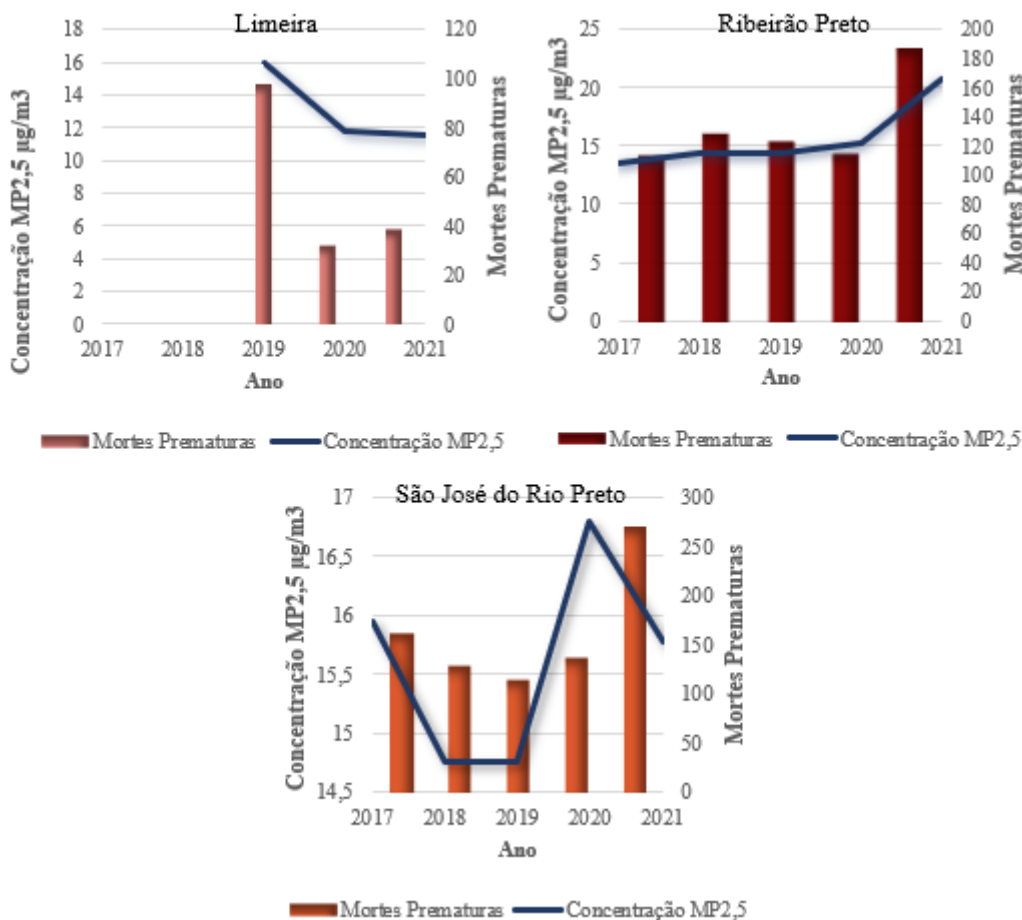 Limeira
18
16
14
12
10
8
6
4
2
0
Concentração MP2,5 µg/m3
120
100
80
60
40
20
0
Mortes Prematuras
2017 2018 2019 2020 2021
Ano
Mortes Prematuras Concentração MP2,5
Ribeirão Preto
25
20
15
10
5
0
Concentração MP2,5 µg/m3
200
180
160
140
120
100
80
60
40
20
0
Mortes Prematuras
2017 2018 2019 2020 2021
Ano
Mortes Prematuras Concentração MP2,5
São José do Rio Preto
17
16,5
16
15,5
15
14,5
Concentração MP2,5 µg/m3
300
250
200
150
100
50
0
Mortes Prematuras
2017 2018 2019 2020 2021
Ano
Mortes Prematuras Concentração MP2,5